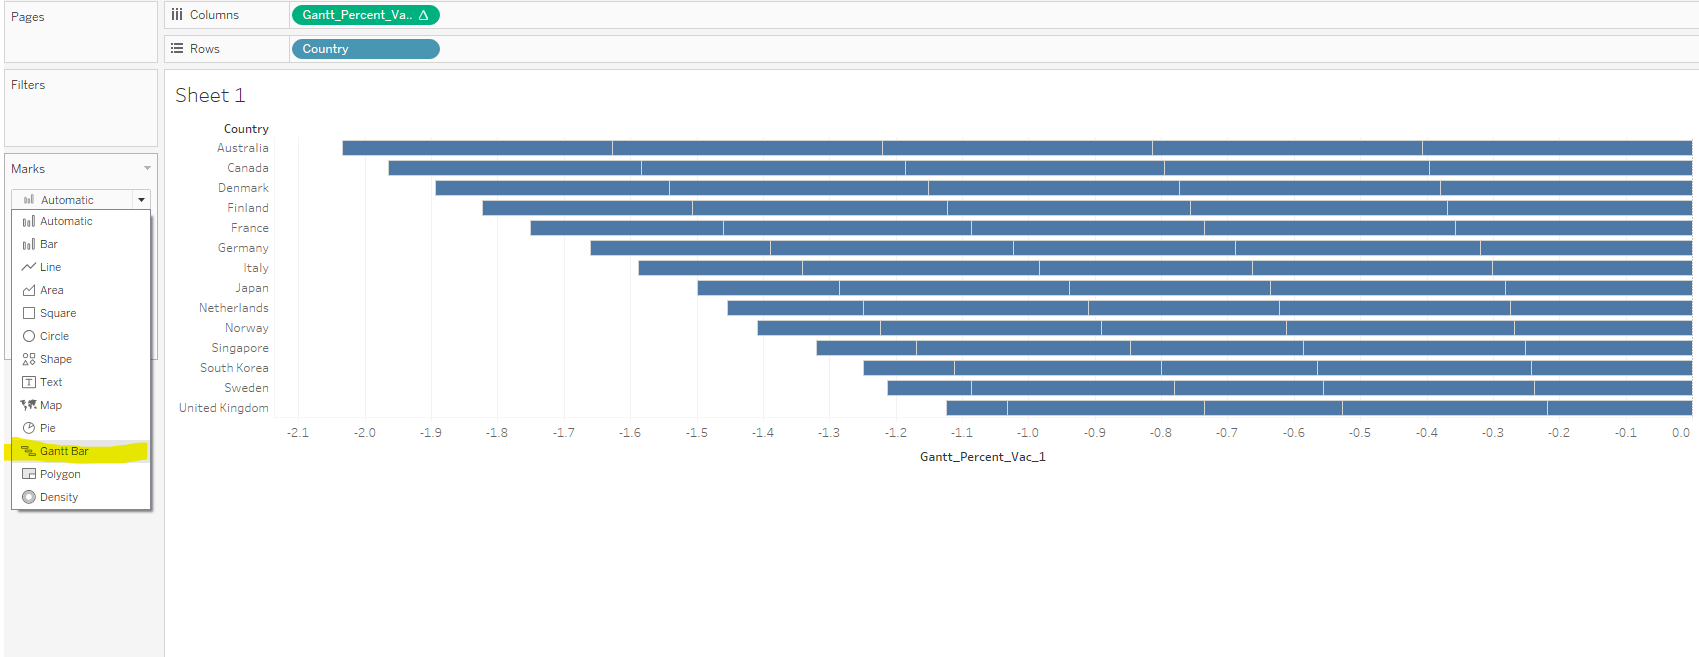 Pages
Columns
Gantt_Percent_Va.. Δ
Rows
Country
Filters
Marks
Automatic
Automatic
Bar
Line
Area
Square
Circle
Shape
Text
Map
Pie
Gantt Bar
Polygon
Density
Sheet 1
Country
Australia
Canada
Denmark
Finland
France
Germany
Italy
Japan
Netherlands
Norway
Singapore
South Korea
Sweden
United Kingdom
-2.1 -2.0 -1.9 -1.8 -1.7 -1.6 -1.5 -1.4 -1.3 -1.2 -1.1 -1.0 -0.9 -0.8 -0.7 -0.6 -0.5 -0.4 -0.3 -0.2 -0.1 0.0
Gantt_Percent_Vac_1